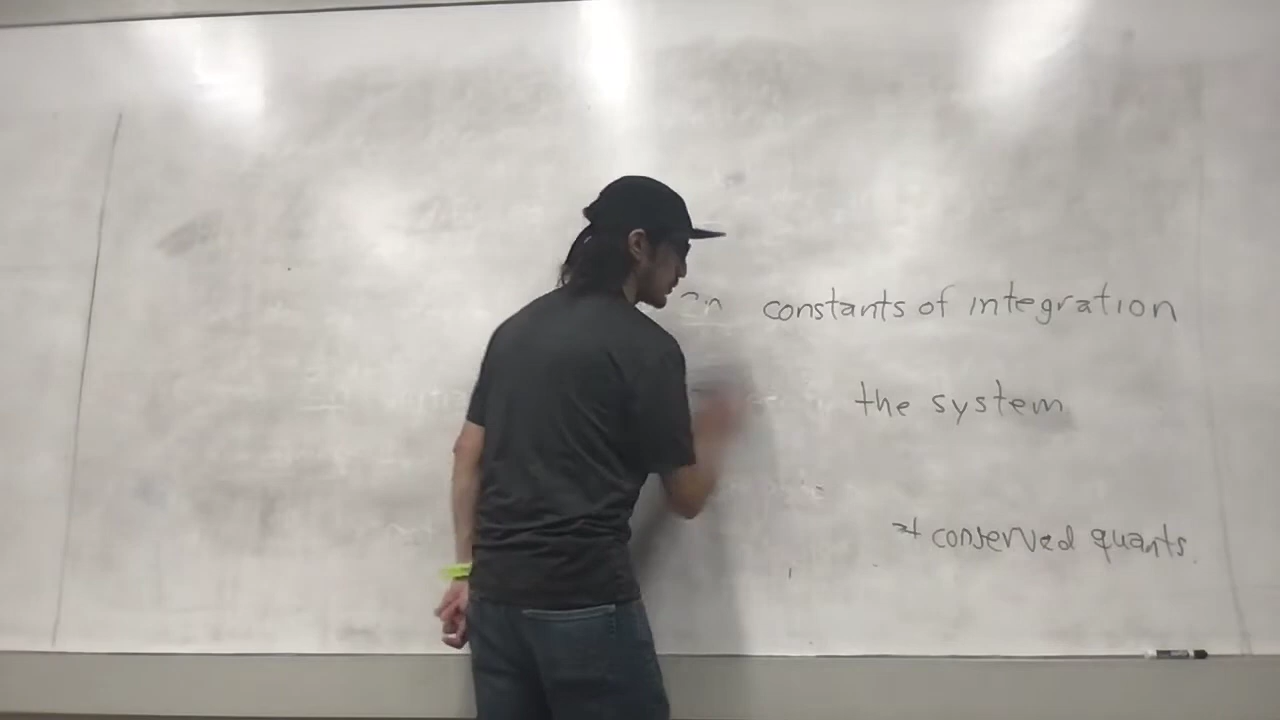 constants of integration
the system
conserved quants.